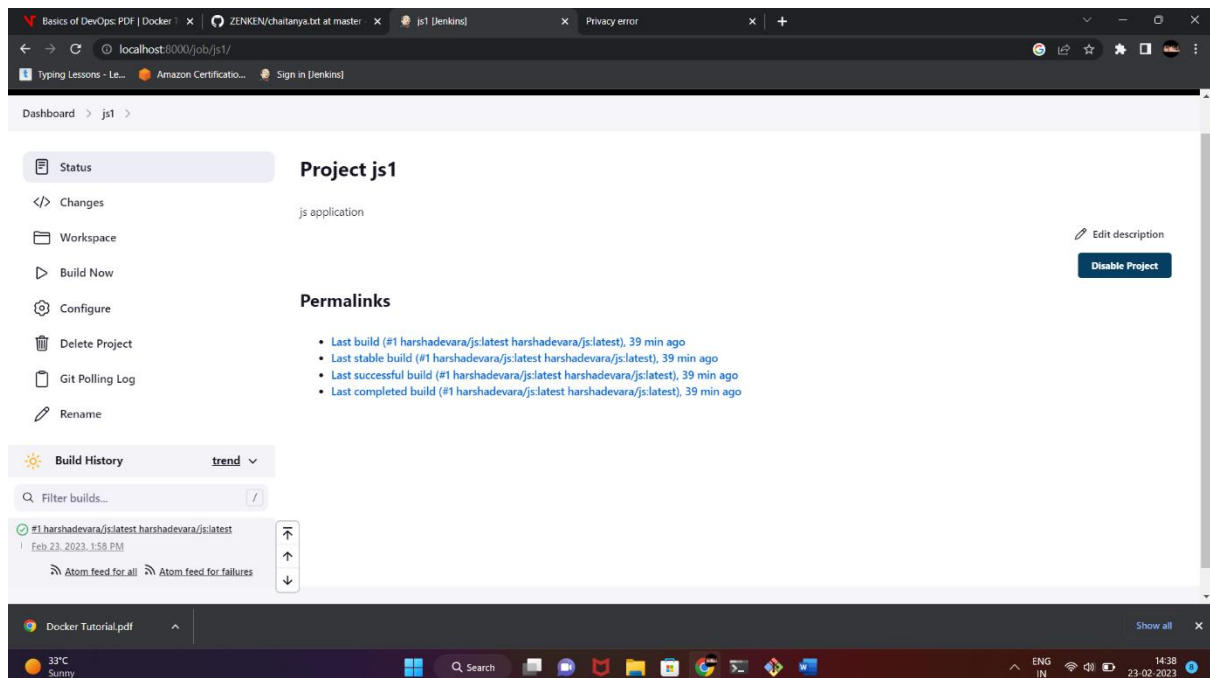 Basics of DevOps: PDF | Docker T
ZENKEN/chaitanya.txt at master
js1 [Jenkins]
Privacy error
localhost:8000/job/js1/
Typing Lessons - Le...
Amazon Certificatio...
Sign in [Jenkins]
Dashboard > js1 >
Status
Changes
Workspace
Build Now
Configure
Delete Project
Git Polling Log
Rename
Build History
trend
Filter builds...
/
#1 harshadevara/js:latest harshadevara/js:latest
Feb 23, 2023, 1:58 PM
Atom feed for all
Atom feed for failures
Project js1
js application
Edit description
Disable Project
Permalinks
Last build (#1 harshadevara/js:latest harshadevara/js:latest), 39 min ago
Last stable build (#1 harshadevara/js:latest harshadevara/js:latest), 39 min ago
Last successful build (#1 harshadevara/js:latest harshadevara/js:latest), 39 min ago
Last completed build (#1 harshadevara/js:latest harshadevara/js:latest), 39 min ago
Docker Tutorial.pdf
Show all
33°C
Sunny
Search
ENG
IN
14:38
23-02-2023
8